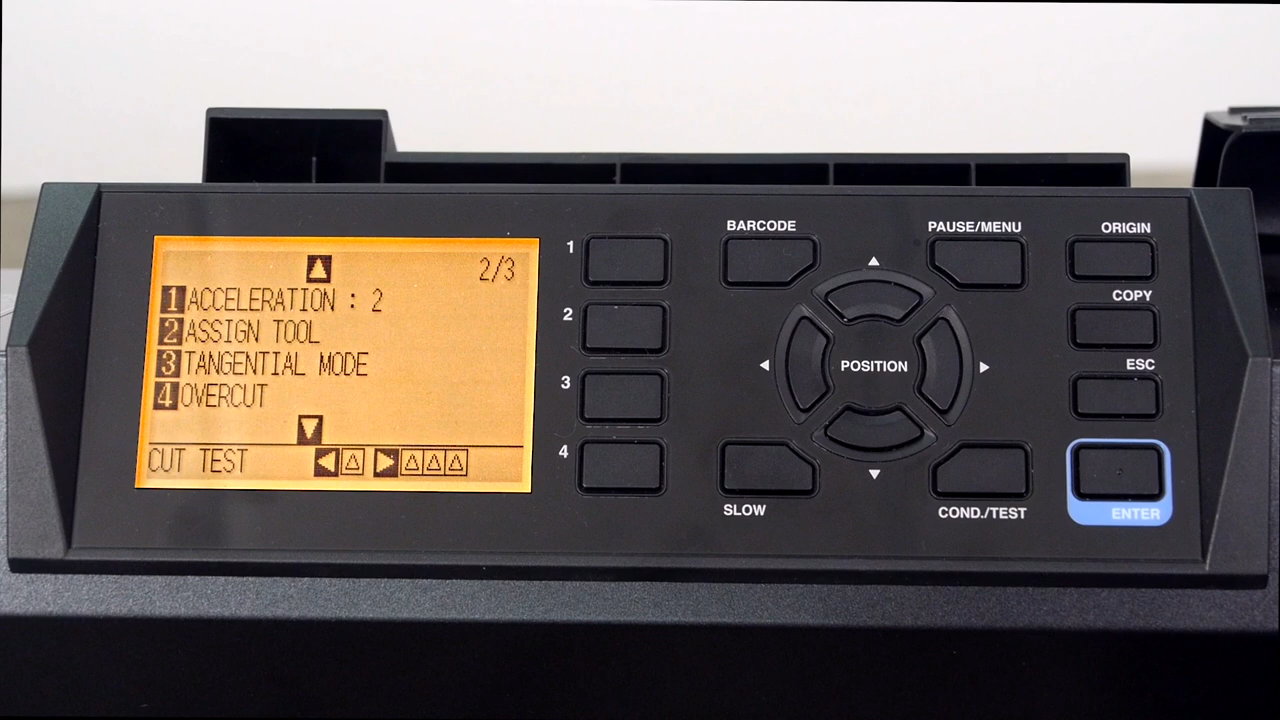 2/3
1 ACCELERATION : 2
2 ASSIGN TOOL
3 TANGENTIAL MODE
4 OVERCUT
CUT TEST
1
2
3
4
BARCODE
PAUSE/MENU
POSITION
SLOW
COND./TEST
ORIGIN
COPY
ESC
ENTER